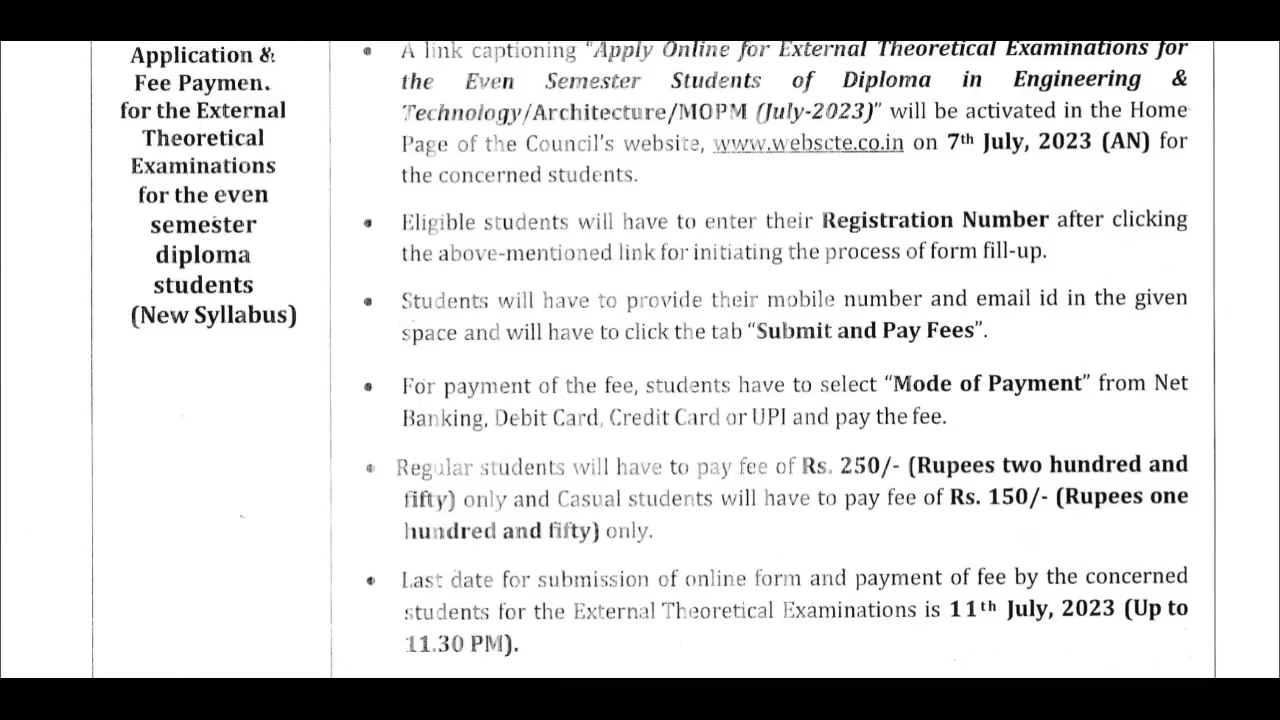 Application &
Fee Paymen.
for the External
Theoretical
Examinations
for the even
semester
diploma
students
(New Syllabus)
• A link captioning "Apply Online for External Theoretical Examinations for
the Even Semester Students of Diploma in Engineering &
Technology/Architecture/MOPM (July-2023)" will be activated in the Home
Page of the Council's website, www.webscte.co.in on 7th July, 2023 (AN) for
the concerned students.
• Eligible students will have to enter their Registration Number after clicking
the above-mentioned link for initiating the process of form fill-up.
• Students will have to provide their mobile number and email id in the given
space and will have to click the tab "Submit and Pay Fees".
• For payment of the fee, students have to select "Mode of Payment" from Net
Banking, Debit Card, Credit Card or UPI and pay the fee.
• Regular students will have to pay fee of Rs. 250/- (Rupees two hundred and
fifty) only and Casual students will have to pay fee of Rs. 150/- (Rupees one
hundred and fifty) only.
• Last date for submission of online form and payment of fee by the concerned
students for the External Theoretical Examinations is 11th July, 2023 (Up to
11.30 PM).